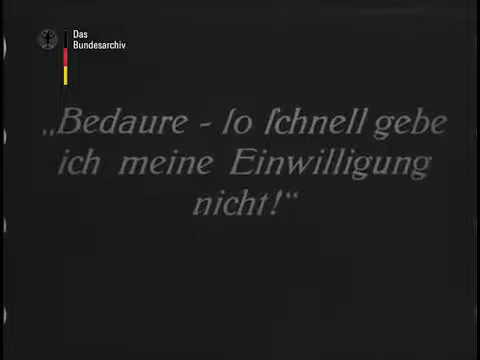 Das
Bundesarchiv
„Bedaure - ſo ſchnell gebe
ich meine Einwilligung
nicht!“